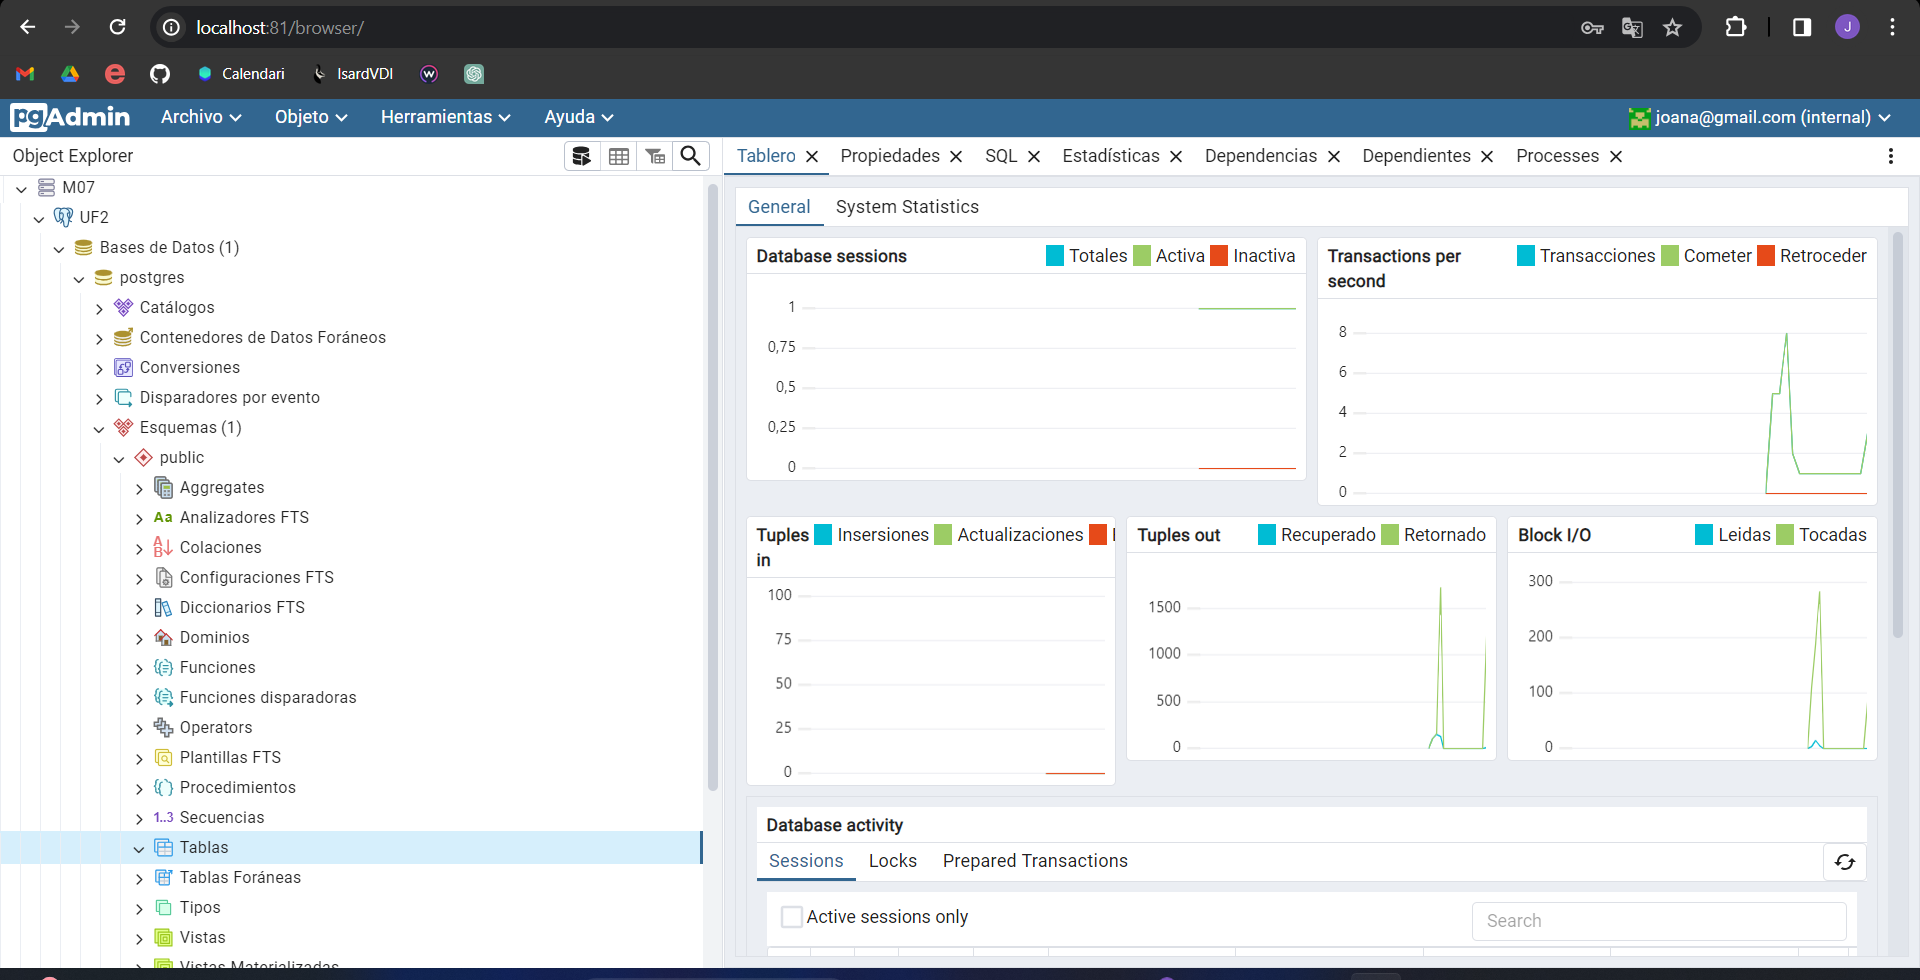 localhost:81/browser/
J
Calendari
IsardVDI
pgAdmin
Archivo
Objeto
Herramientas
Ayuda
joana@gmail.com (internal)
Object Explorer
Tablero
Propiedades
SQL
Estadísticas
Dependencias
Dependientes
Processes
M07
UF2
Bases de Datos (1)
postgres
Catálogos
Contenedores de Datos Foráneos
Conversiones
Disparadores por evento
Esquemas (1)
public
Aggregates
Aa Analizadores FTS
Colaciones
Configuraciones FTS
Diccionarios FTS
Dominios
Funciones
Funciones disparadoras
Operators
Plantillas FTS
Procedimientos
1..3 Secuencias
Tablas
Tablas Foráneas
Tipos
Vistas
Vistas Materializadas
General
System Statistics
Database sessions
Totales Activa Inactiva
1
0,75
0,5
0,25
0
Transactions per
second
Transacciones Cometer Retroceder
8
6
4
2
0
Tuples
in
Insersiones Actualizaciones
100
75
50
25
0
Tuples out
Recuperado Retornado
1500
1000
500
0
Block I/O
Leidas Tocadas
300
200
100
0
Database activity
Sessions
Locks
Prepared Transactions
Active sessions only
Search